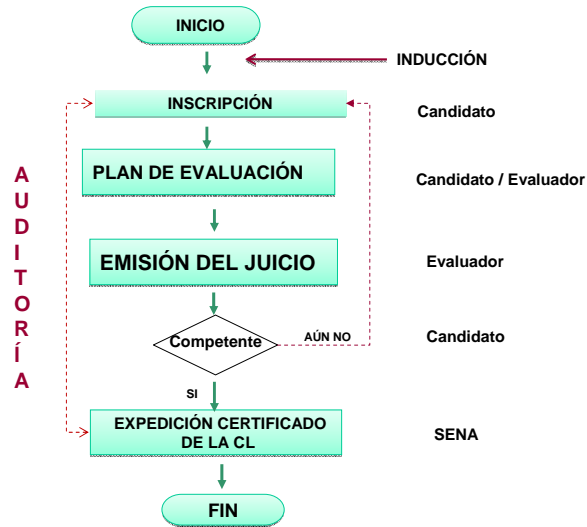 INICIO
INDUCCIÓN
INSCRIPCIÓN
Candidato
PLAN DE EVALUACIÓN
Candidato / Evaluador
AUDITORÍA
EMISIÓN DEL JUICIO
Evaluador
Competente
AÚN NO
Candidato
SI
EXPEDICIÓN CERTIFICADO
DE LA CL
SENA
FIN